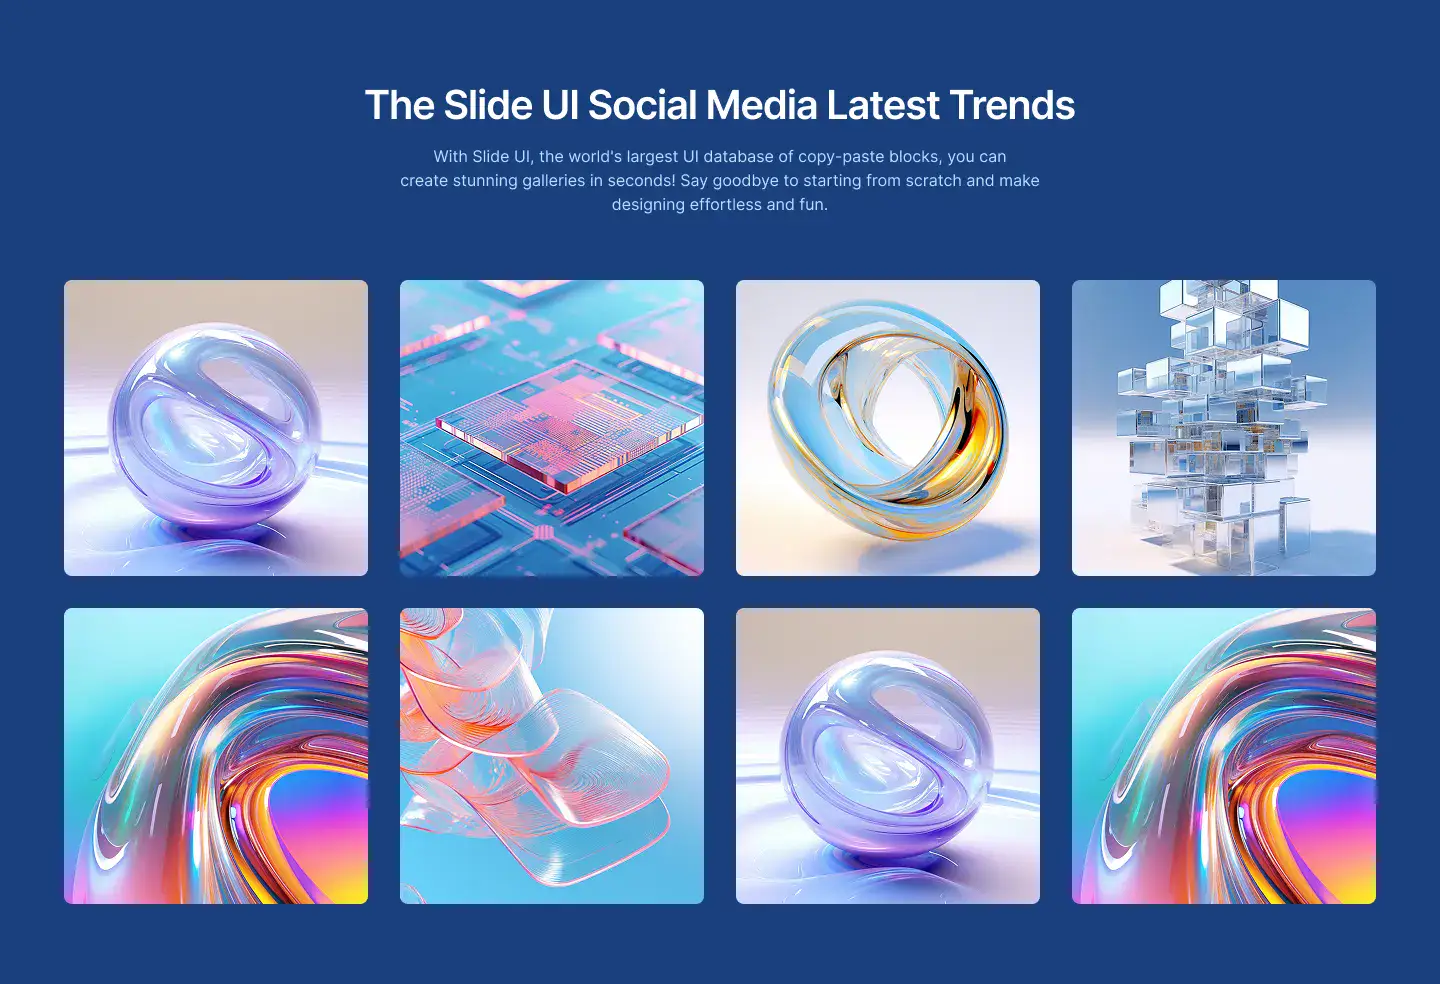 The Slide UI Social Media Latest Trends
With Slide UI, the world's largest UI database of copy-paste blocks, you can
create stunning galleries in seconds! Say goodbye to starting from scratch and make
designing effortless and fun.